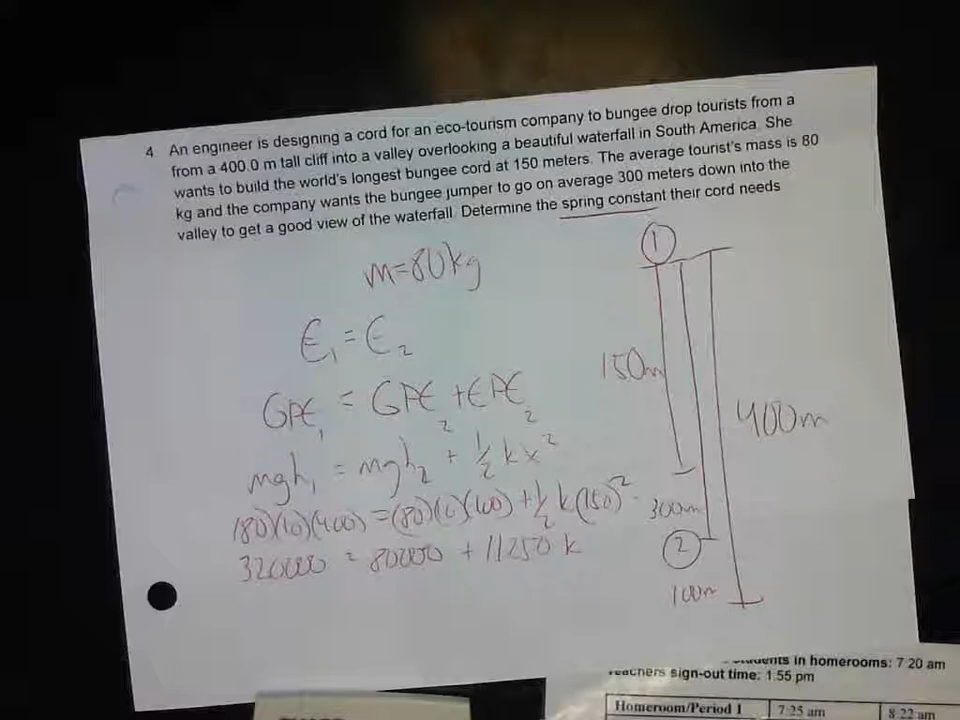 4. An engineer is designing a cord for an eco-tourism company to bungee drop tourists from a
from a 400.0 m tall cliff into a valley overlooking a beautiful waterfall in South America. She
wants to build the world's longest bungee cord at 150 meters. The average tourist's mass is 80
kg and the company wants the bungee jumper to go on average 300 meters down into the
valley to get a good view of the waterfall. Determine the spring constant their cord needs
m=80kg
①
E₁ = E₂
150m
GPE₁ = GPE₂ + EPE₂
400m
mgh₁ = mgh₂ + ½ kx²
(80)(10)(400) = (80)(10)(100) + ½ k(150)²
300m
320000 = 80000 + 11250 k
②
100m
students in homerooms: 7:20 am
teachers sign-out time: 1:55 pm
Homeroom/Period 1 7:25 am 8:22 am